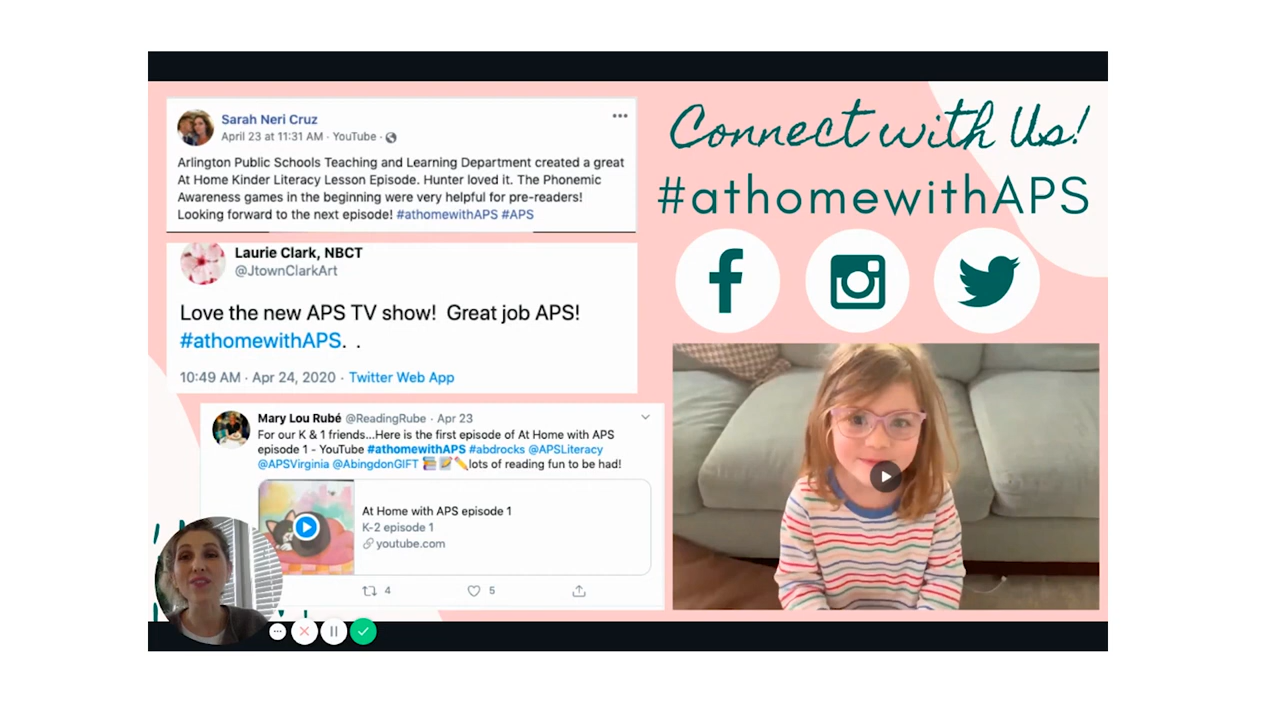 Sarah Neri Cruz
April 23 at 11:31 AM · YouTube ·
Arlington Public Schools Teaching and Learning Department created a great
At Home Kinder Literacy Lesson Episode. Hunter loved it. The Phonemic
Awareness games in the beginning were very helpful for pre-readers!
Looking forward to the next episode! #athomewithAPS #APS
Laurie Clark, NBCT
@JtownClarkArt
Love the new APS TV show! Great job APS!
#athomewithAPS. .
10:49 AM · Apr 24, 2020 · Twitter Web App
Mary Lou Rubé @ReadingRube · Apr 23
For our K & 1 friends...Here is the first episode of At Home with APS
episode 1 - YouTube #athomewithAPS #abdrocks @APSLiteracy
@APSVirginia @AbingdonGIFT 📚📝✏️lots of reading fun to be had!
At Home with APS episode 1
K-2 episode 1
youtube.com
4 5
Connect with Us!
#athomewithAPS